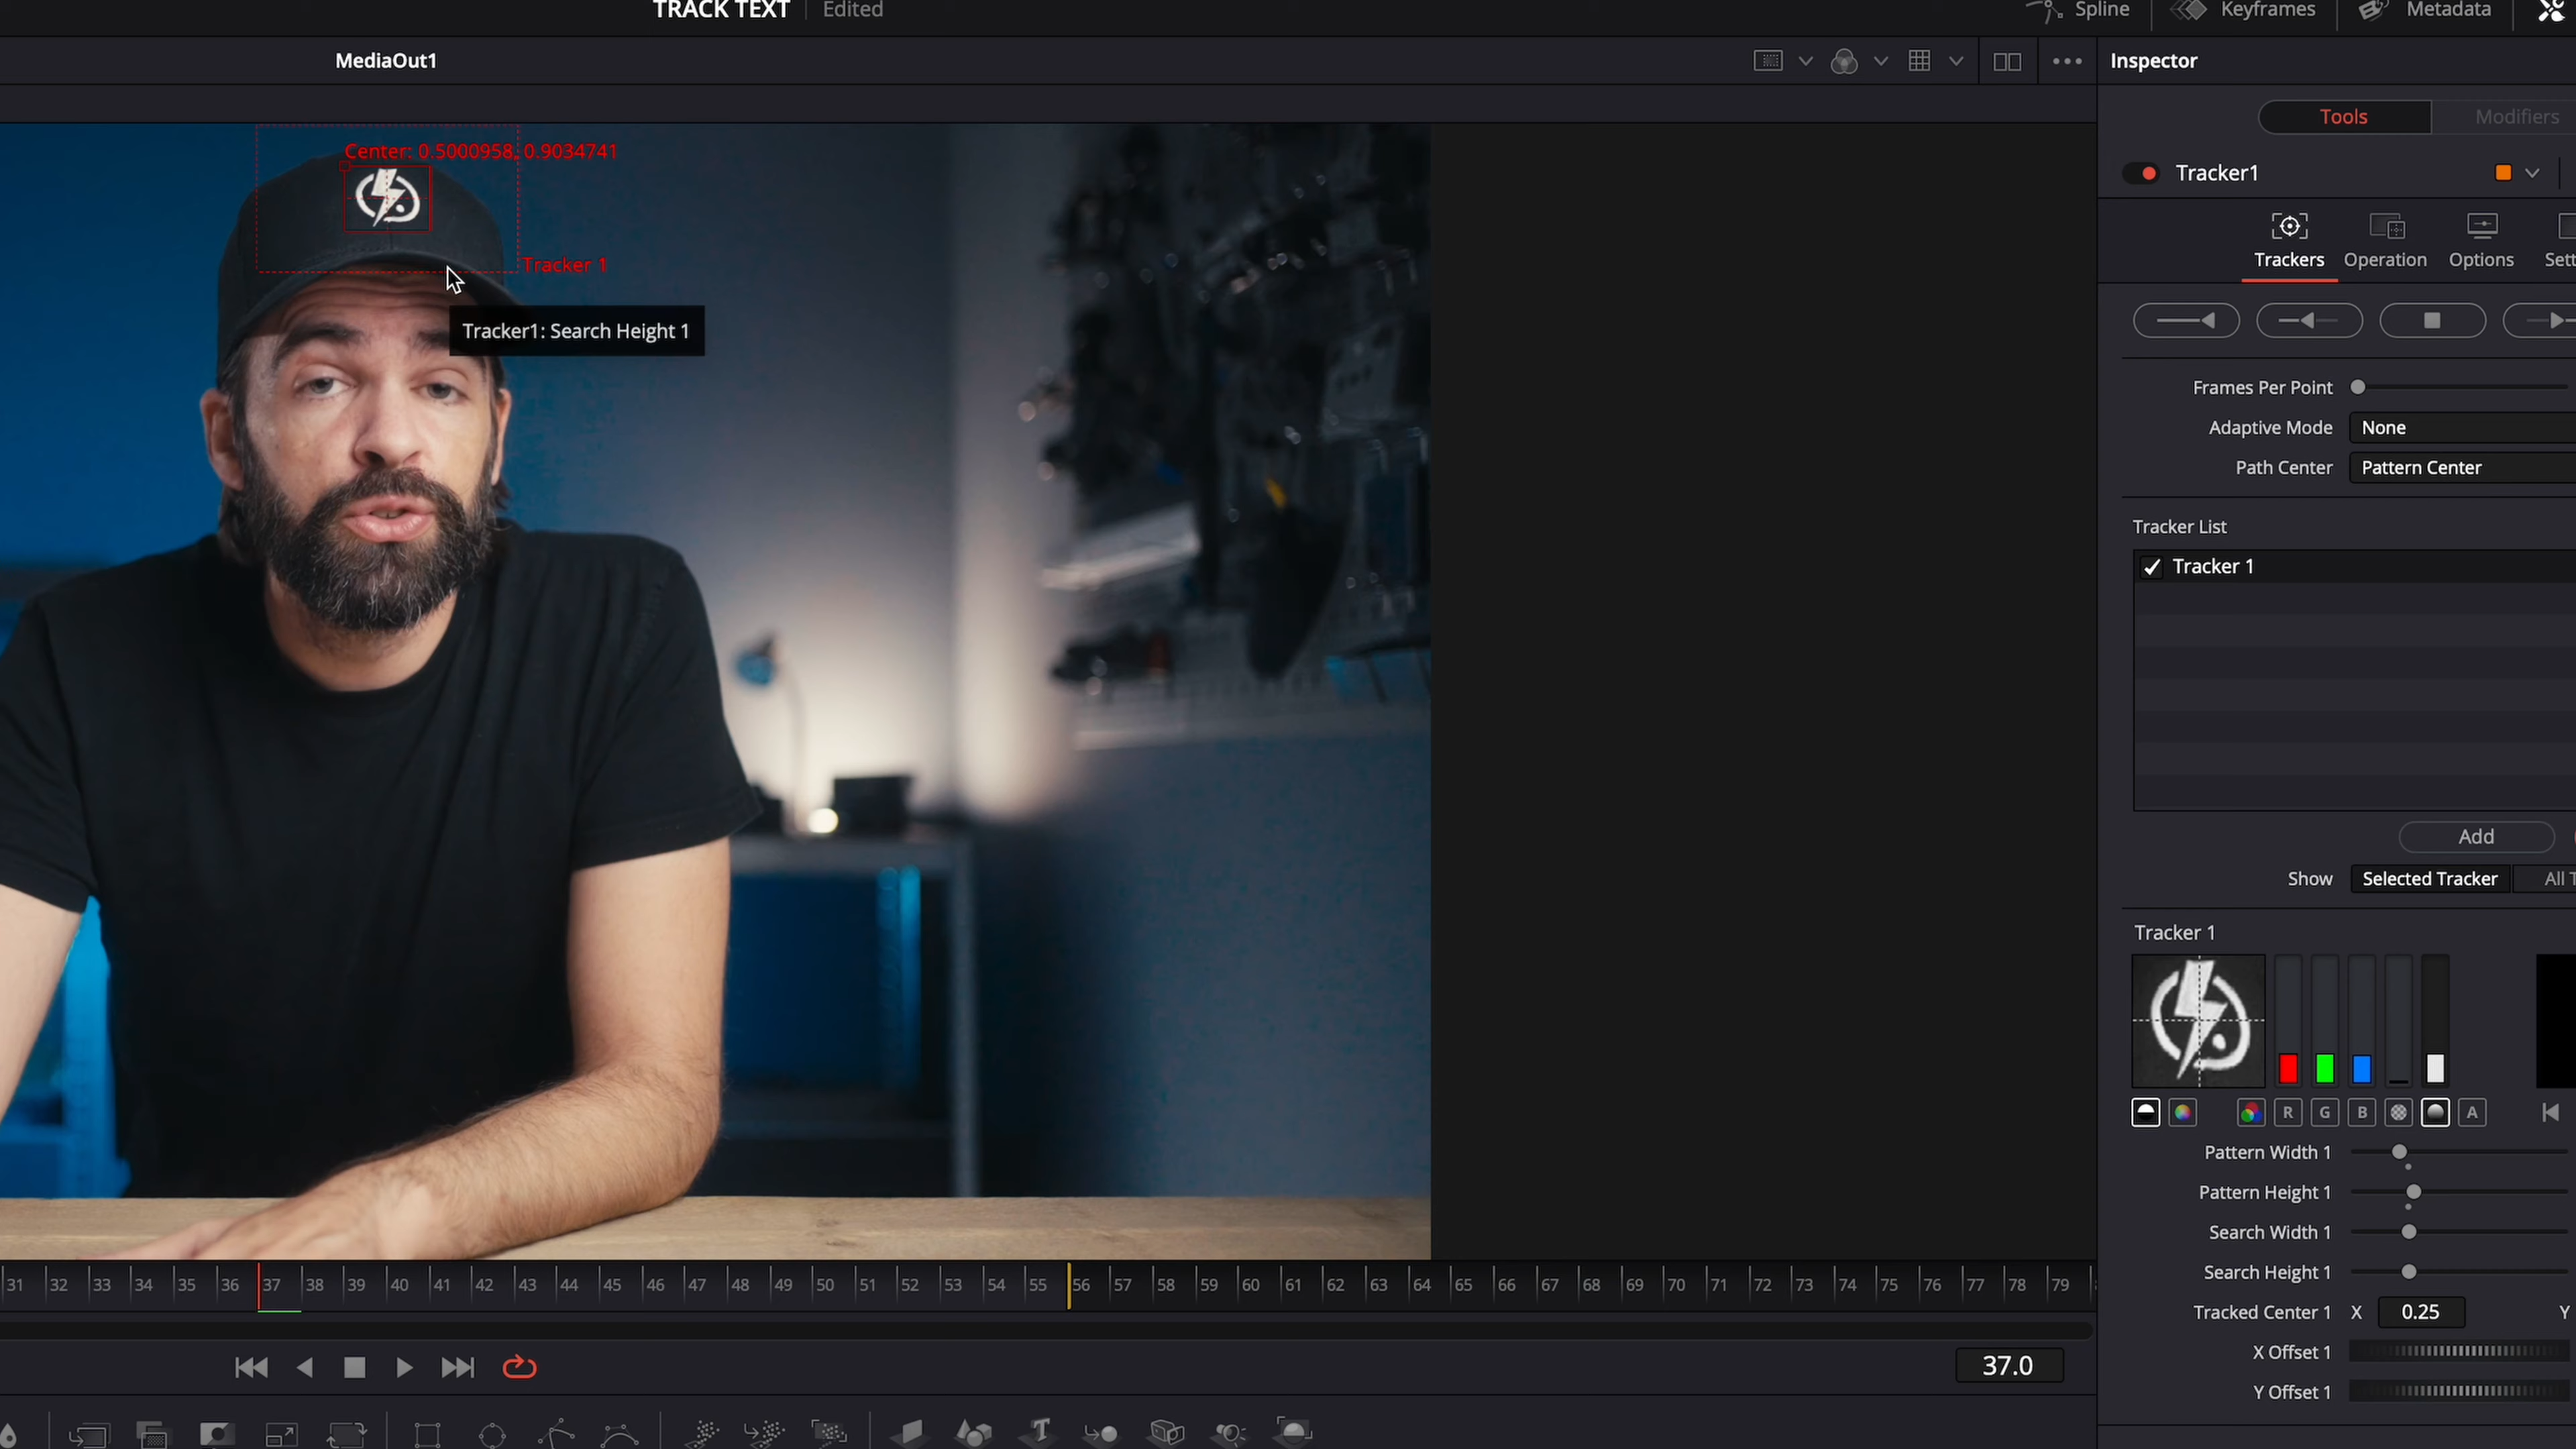 TRACK TEXT Edited Spline Keyframes Metadata
MediaOut1 Inspector
Tools Modifiers
Center: 0.5000958, 0.9034741
Tracker1
Trackers Operation Options
Tracker 1
Tracker1: Search Height 1
Frames Per Point
Adaptive Mode None
Path Center Pattern Center
Tracker List
Tracker 1
Add
Show Selected Tracker All
Tracker 1
R G B A
Pattern Width 1
Pattern Height 1
Search Width 1
Search Height 1
Tracked Center 1 X 0.25 Y
X Offset 1
Y Offset 1
31 32 33 34 35 36 37 38 39 40 41 42 43 44 45 46 47 48 49 50 51 52 53 54 55 56 57 58 59 60 61 62 63 64 65 66 67 68 69 70 71 72 73 74 75 76 77 78 79
37.0